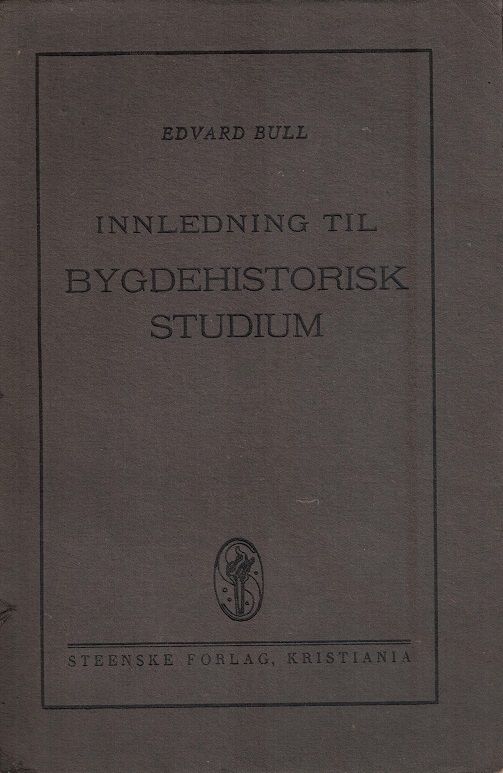 EDVARD BULL
INNLEDNING TIL
BYGDEHISTORISK
STUDIUM
STEENSKE FORLAG, KRISTIANIA